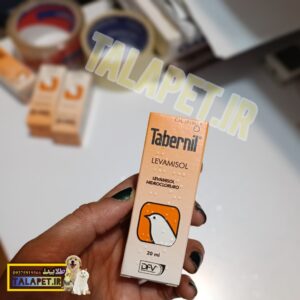 TALAPET.IR
Tabernil
LEVAMISOL
LEVAMISOL
HIDROCLORURO
20 ml
TALAPET.IR